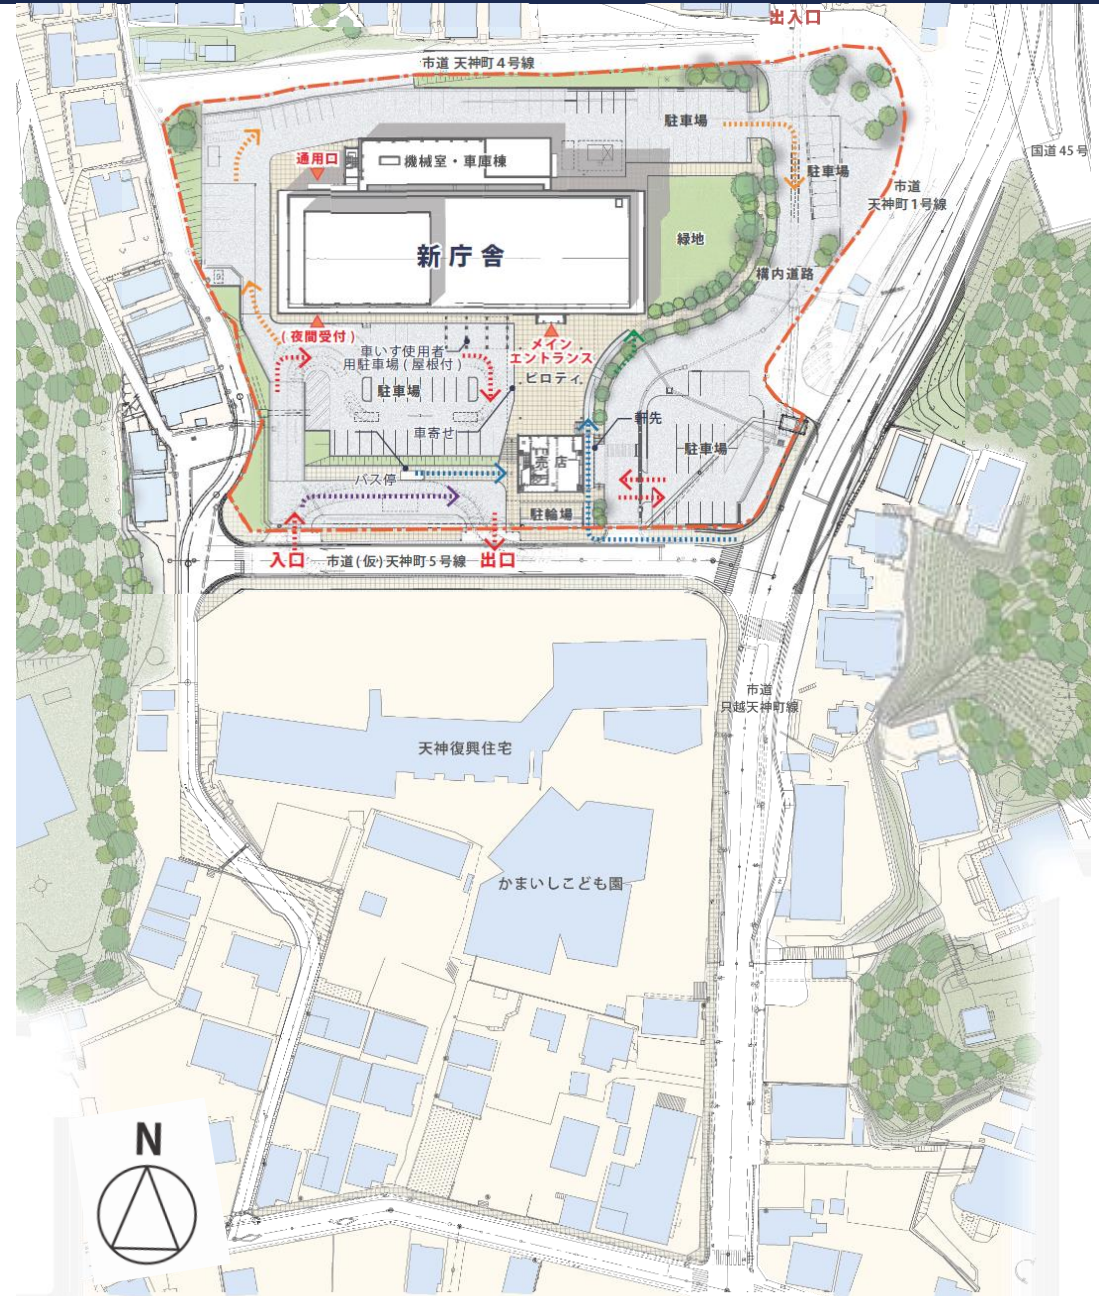 出入口
市道 天神町4号線
駐車場
国道45号
通用口
機械室・車庫棟
駐車場
市道
天神町1号線
新庁舎
緑地
構内道路
(夜間受付)
車いす使用者
用駐車場(屋根付)
メイン
エントランス
ピロティ
駐車場
車寄せ
軒先
駐車場
売店
バス停
駐輪場
入口
市道(仮)天神町5号線
出口
市道
只越天神町線
天神復興住宅
かまいしこども園
N